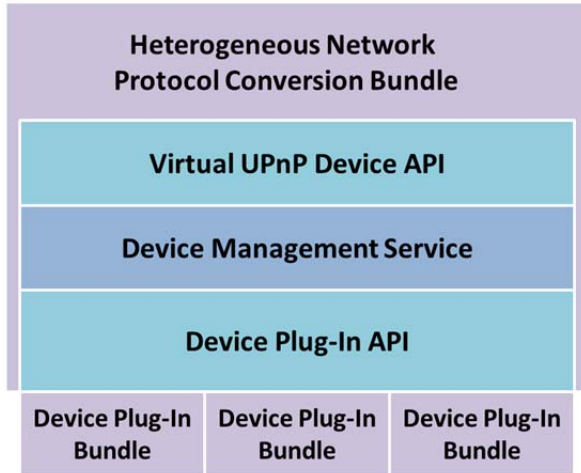 Heterogeneous Network
Protocol Conversion Bundle
Virtual UPnP Device API
Device Management Service
Device Plug-In API
Device Plug-In
Bundle
Device Plug-In
Bundle
Device Plug-In
Bundle